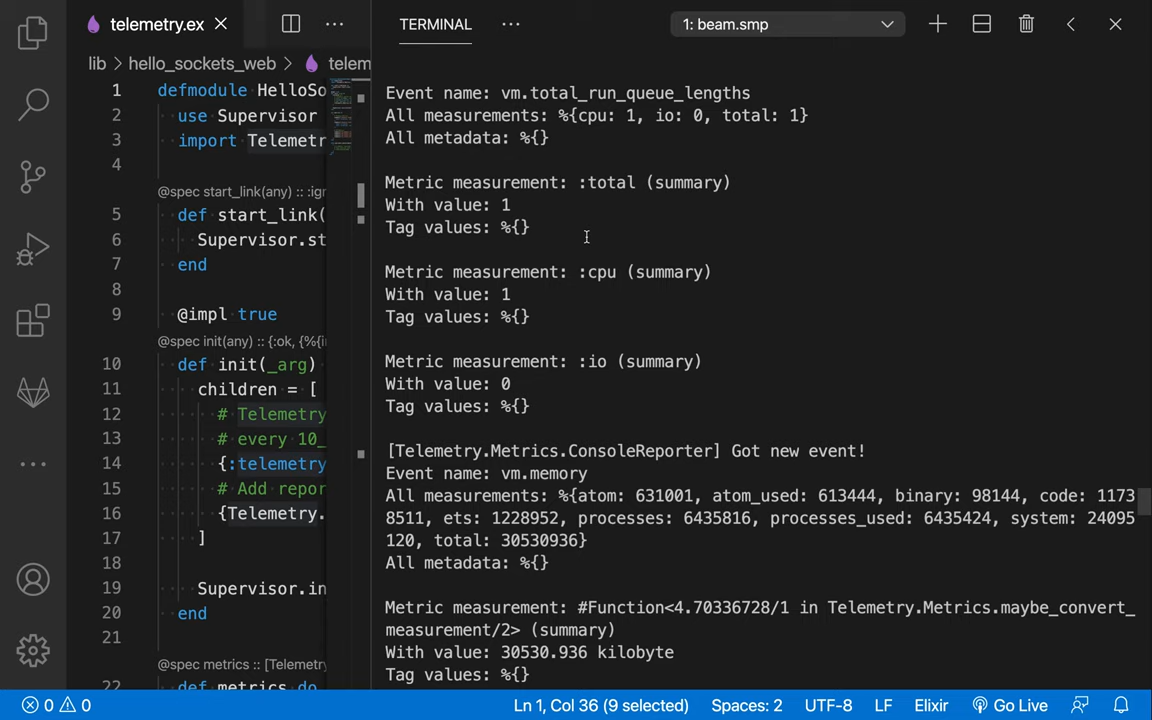 telemetry.ex
TERMINAL
1: beam.smp
lib > hello_sockets_web > telem
1 defmodule HelloSo
2 use Supervisor
3 import Telemetr
4
@spec start_link(any) :: :ign
5 def start_link(
6 Supervisor.st
7 end
8
9 @impl true
@spec init(any) :: {:ok, {%{in
10 def init(_arg)
11 children = [
12 # Telemetry
13 # every 10_
14 {:telemetry
15 # Add repor
16 {Telemetry.
17 ]
18
19 Supervisor.in
20 end
21
@spec metrics :: [Telemetry
22 def metrics do
Event name: vm.total_run_queue_lengths
All measurements: %{cpu: 1, io: 0, total: 1}
All metadata: %{}
Metric measurement: :total (summary)
With value: 1
Tag values: %{}
Metric measurement: :cpu (summary)
With value: 1
Tag values: %{}
Metric measurement: :io (summary)
With value: 0
Tag values: %{}
[Telemetry.Metrics.ConsoleReporter] Got new event!
Event name: vm.memory
All measurements: %{atom: 631001, atom_used: 613444, binary: 98144, code: 1173
8511, ets: 1228952, processes: 6435816, processes_used: 6435424, system: 24095
120, total: 30530936}
All metadata: %{}
Metric measurement: #Function<4.70336728/1 in Telemetry.Metrics.maybe_convert_
measurement/2> (summary)
With value: 30530.936 kilobyte
Tag values: %{}
0 0 Ln 1, Col 36 (9 selected) Spaces: 2 UTF-8 LF Elixir Go Live